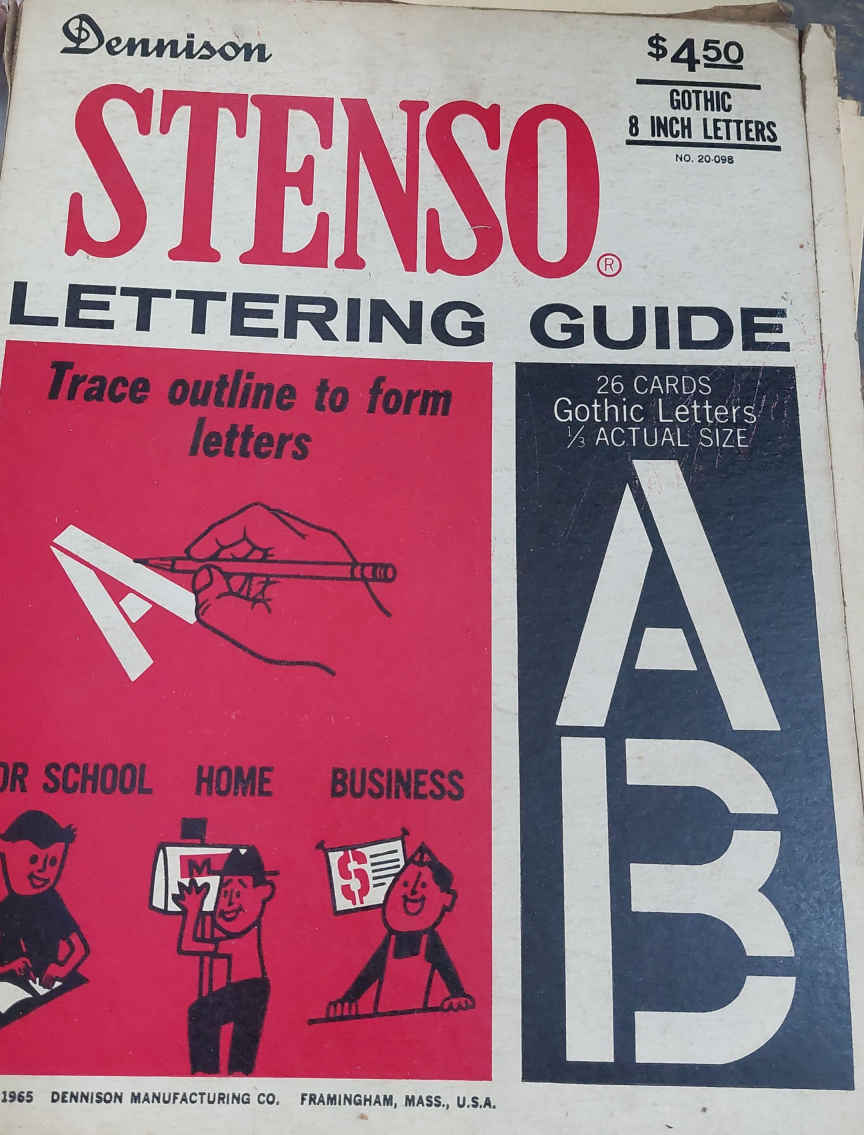 Dennison
$4.50
GOTHIC
8 INCH LETTERS
NO. 20-098
STENSO®
LETTERING GUIDE
Trace outline to form
letters
A
OR SCHOOL HOME BUSINESS
M
$
26 CARDS
Gothic Letters
⅓ ACTUAL SIZE
A
B
1965 DENNISON MANUFACTURING CO. FRAMINGHAM, MASS., U.S.A.